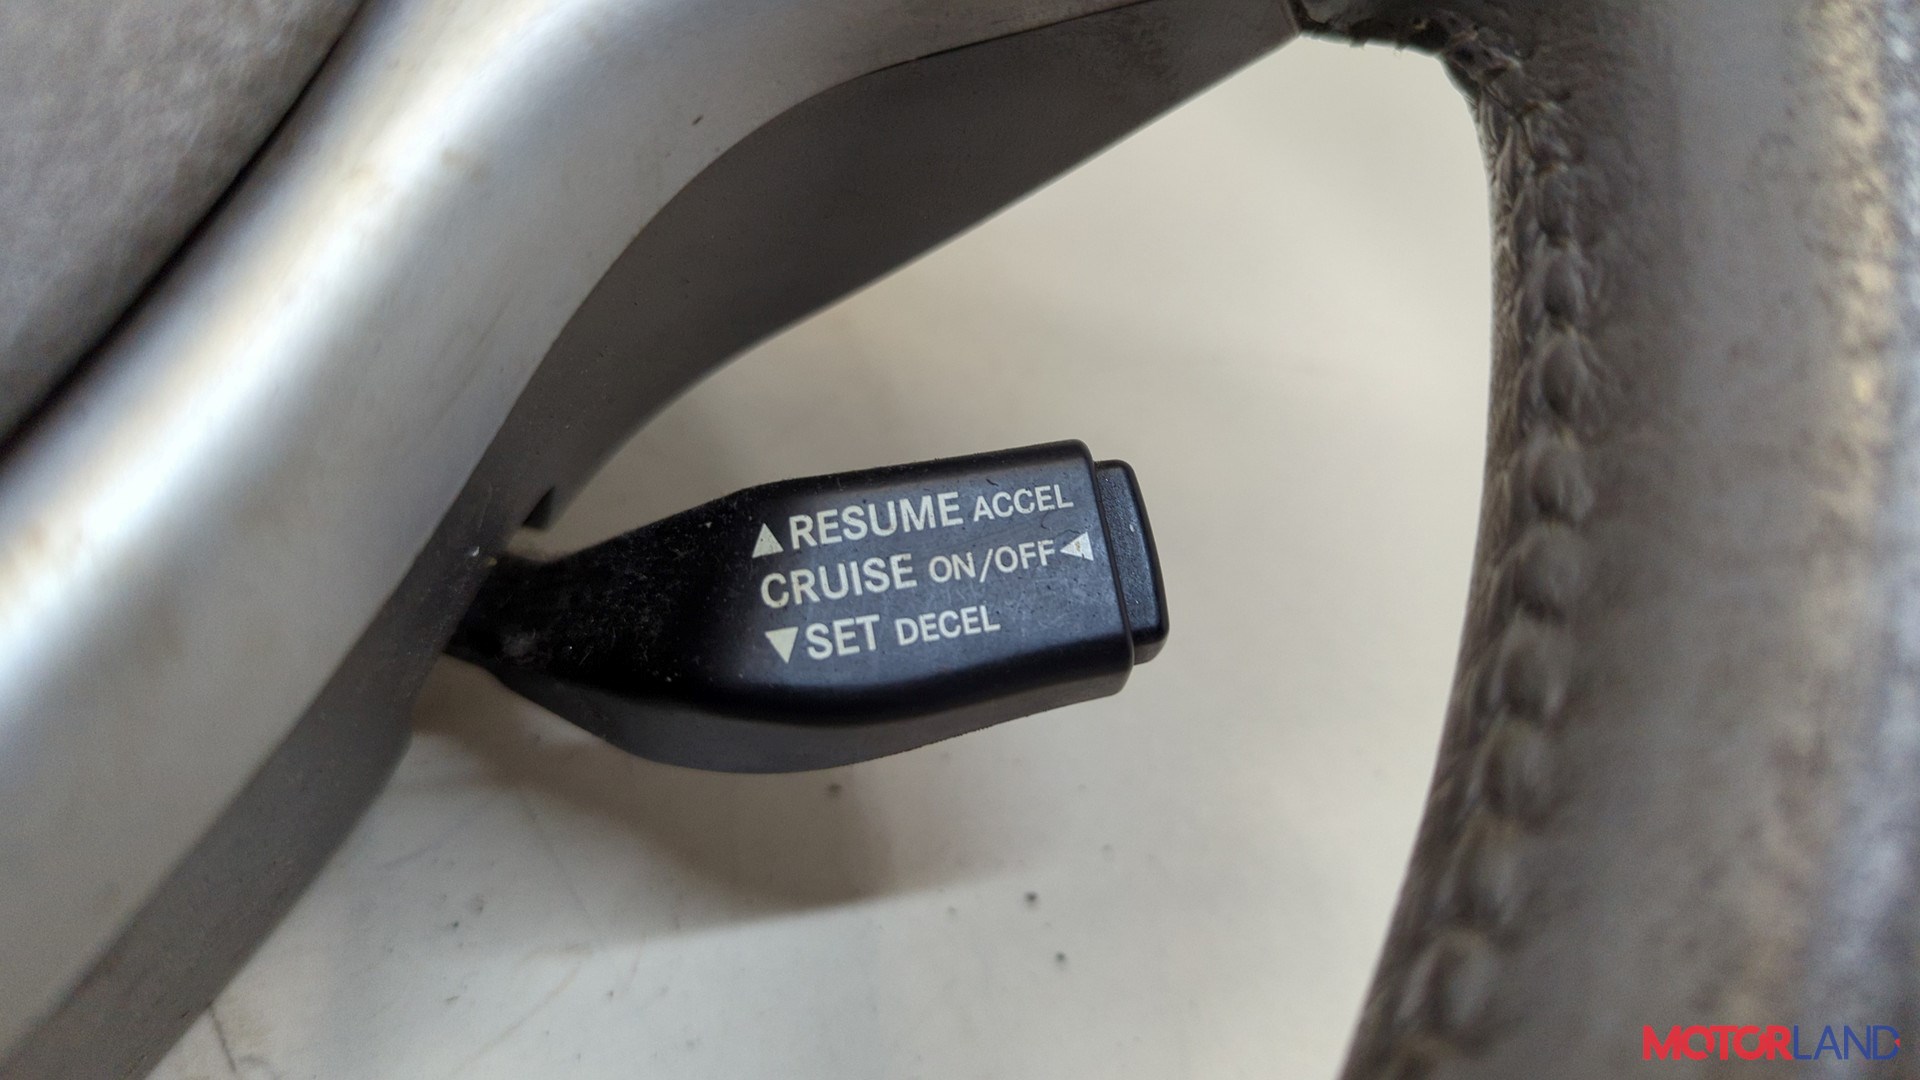 ▲RESUME ACCEL
CRUISE ON/OFF◀
▼SET DECEL
MOTORLAND